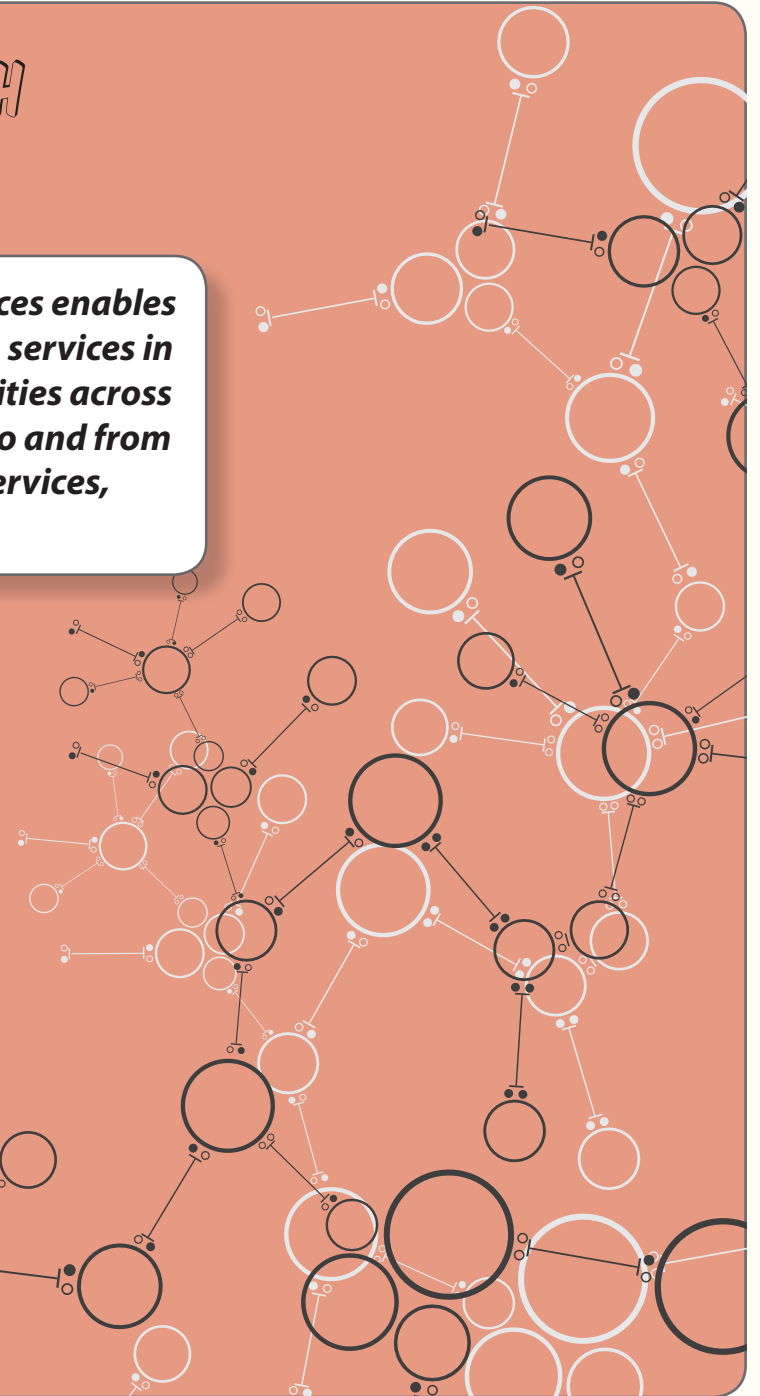 H
ces enables
services in
ities across
o and from
ervices,